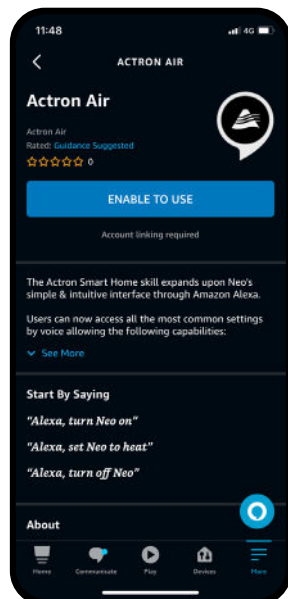 11:48
4G
ACTRON AIR
Actron Air
Actron Air
Rated: Guidance Suggested
0
ENABLE TO USE
Account linking required
The Actron Smart Home skill expands upon Neo's
simple & intuitive interface through Amazon Alexa.
Users can now access all the most common settings
by voice allowing the following capabilities:
See More
Start By Saying
"Alexa, turn Neo on"
"Alexa, set Neo to heat"
"Alexa, turn off Neo"
About
Home Communicate Play Devices More